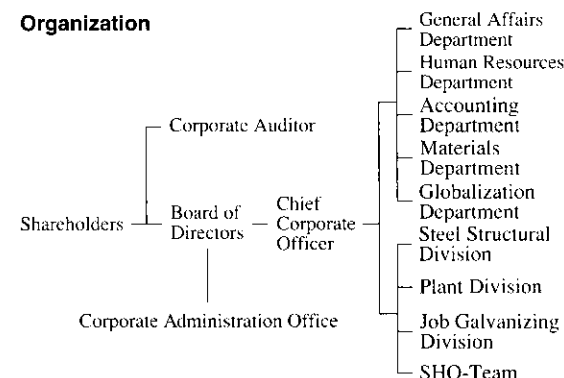 Organization
Shareholders
Corporate Auditor
Board of
Directors
Corporate Administration Office
Chief
Corporate
Officer
General Affairs
Department
Human Resources
Department
Accounting
Department
Materials
Department
Globalization
Department
Steel Structural
Division
Plant Division
Job Galvanizing
Division
SHO-Team